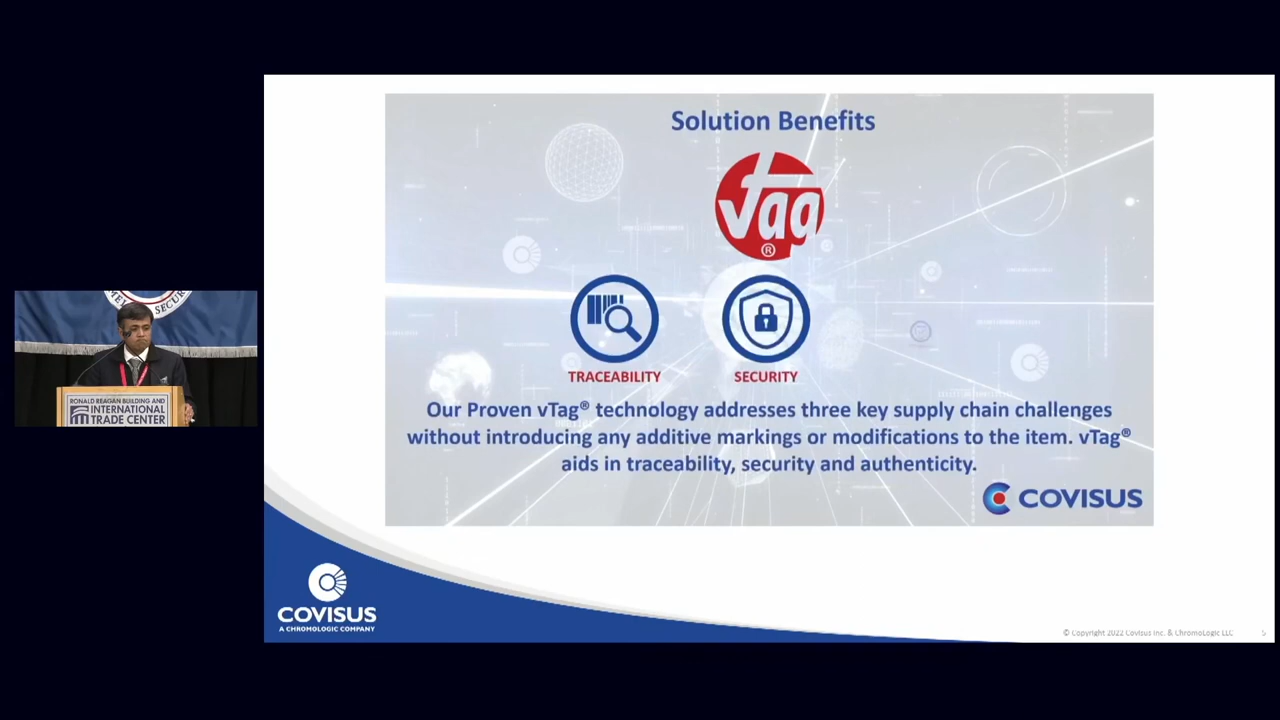 Solution Benefits
vtag
®
TRACEABILITY
SECURITY
Our Proven vTag® technology addresses three key supply chain challenges
without introducing any additive markings or modifications to the item. vTag®
aids in traceability, security and authenticity.
COVISUS
COVISUS
A CHROMOLOGIC COMPANY
© Copyright 2022 Covisus Inc. & ChromoLogic LLC
5
RONALD REAGAN BUILDING AND
INTERNATIONAL
TRADE CENTER